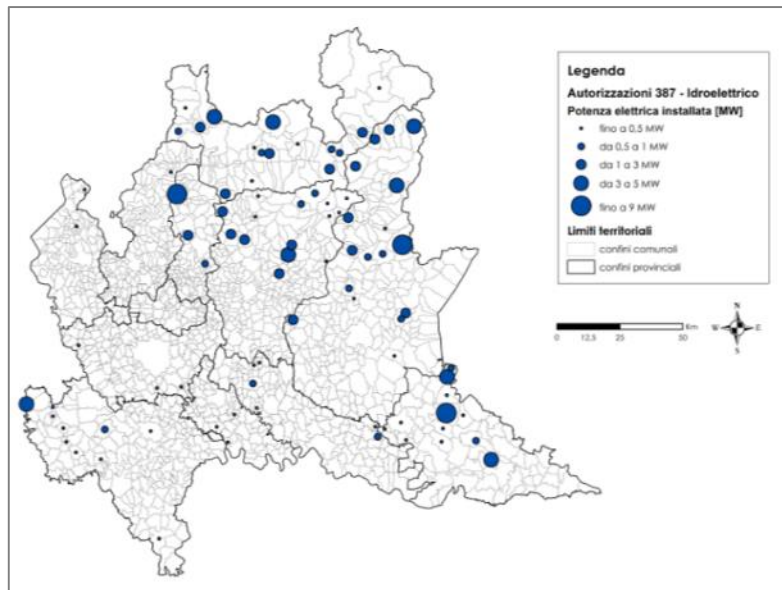 Legenda
Autorizzazioni 387 - Idroelettrico
Potenza elettrica installata [MW]
fino a 0,5 MW
da 0,5 a 1 MW
da 1 a 3 MW
da 3 a 5 MW
fino a 9 MW
Limiti territoriali
confini comunali
confini provinciali
N
W E
S
Km
0 12,5 25 50